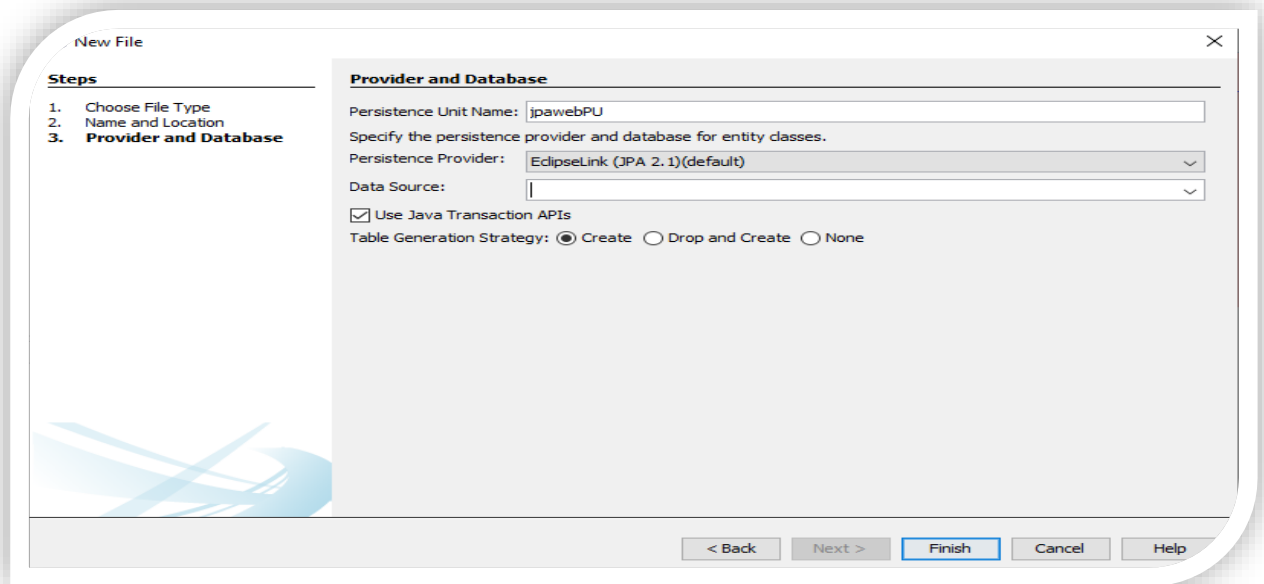 New File
Steps
1. Choose File Type
2. Name and Location
3. Provider and Database
Provider and Database
Persistence Unit Name: jpawebPU
Specify the persistence provider and database for entity classes.
Persistence Provider: EclipseLink (JPA 2.1)(default)
Data Source:
Use Java Transaction APIs
Table Generation Strategy: Create Drop and Create None
< Back Next > Finish Cancel Help